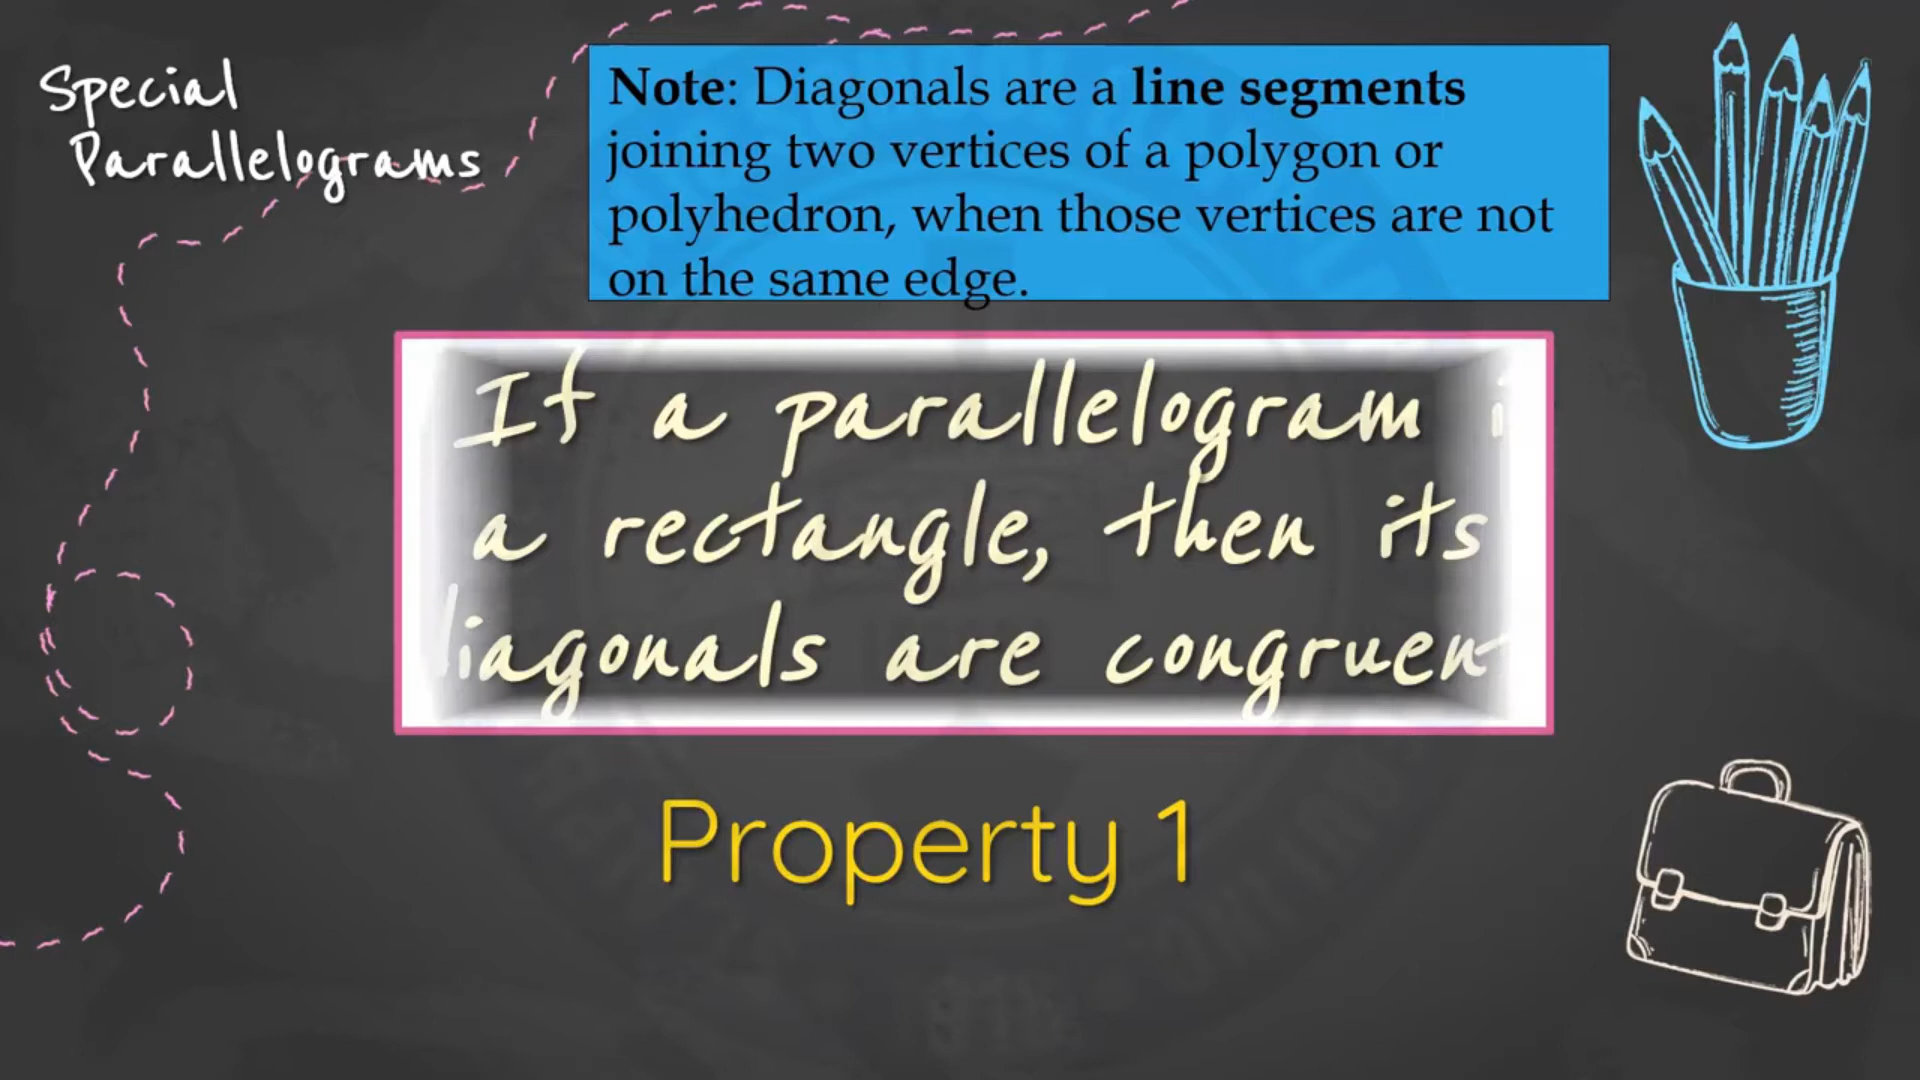 Special
Parallelograms
Note: Diagonals are a line segments
joining two vertices of a polygon or
polyhedron, when those vertices are not
on the same edge.
If a parallelogram i
a rectangle, then its
diagonals are congruen
Property 1